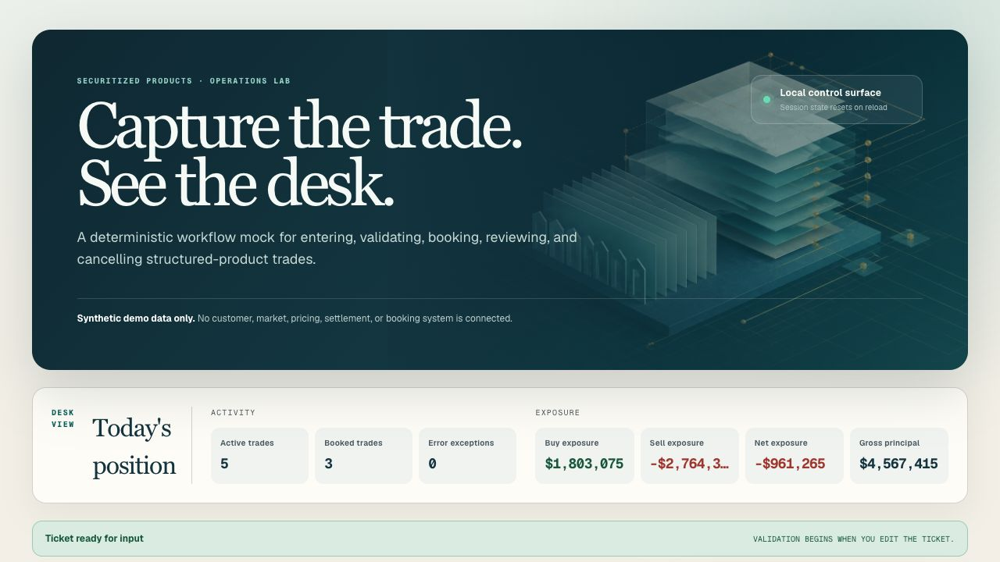 SECURITIZED PRODUCTS · OPERATIONS LAB
Capture the trade.
See the desk.
A deterministic workflow mock for entering, validating, booking, reviewing, and
cancelling structured-product trades.
Synthetic demo data only. No customer, market, pricing, settlement, or booking system is connected.
Local control surface
Session state resets on reload
DESK
VIEW
Today's
position
ACTIVITY
Active trades
5
Booked trades
3
Error exceptions
0
EXPOSURE
Buy exposure
$1,803,075
Sell exposure
-$2,764,3…
Net exposure
-$961,265
Gross principal
$4,567,415
Ticket ready for input
VALIDATION BEGINS WHEN YOU EDIT THE TICKET.